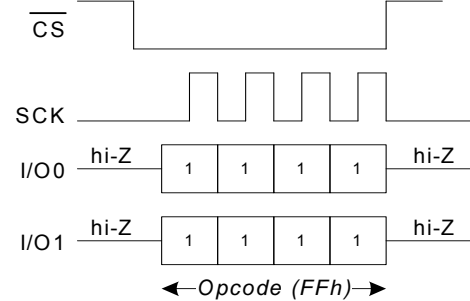 CS
SCK
hi-Z 1 1 1 1 hi-Z
I/O0
hi-Z 1 1 1 1 hi-Z
I/O1
Opcode (FFh)